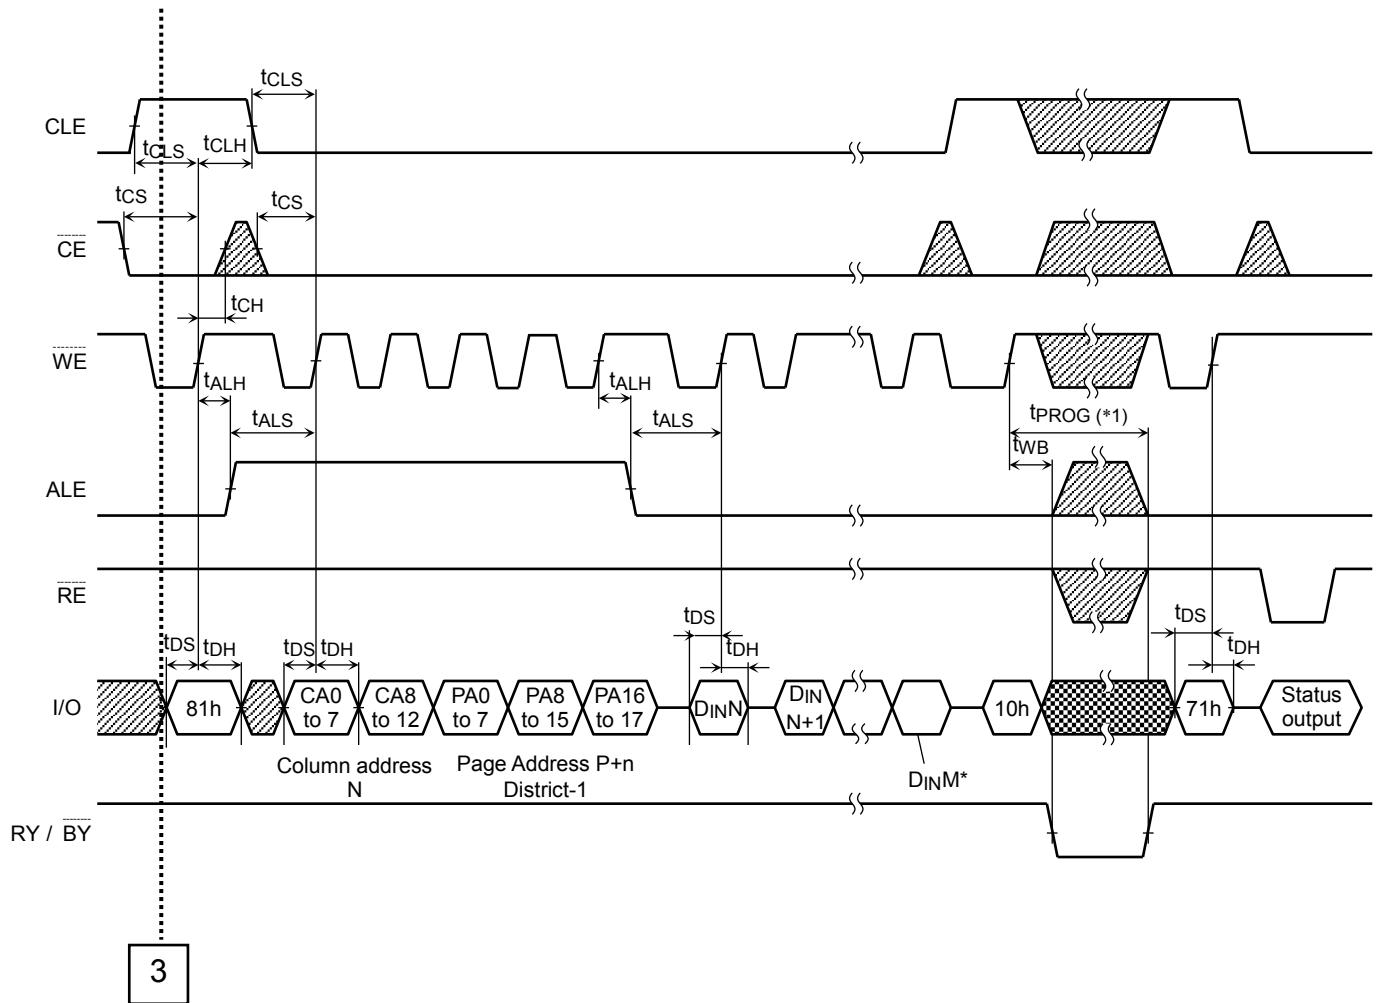 tCLS
CLE
tCLS
tCLH
tCS
tCS
CE
tCH
WE
tALH
tALH
tALS
tALS
tPROG (*1)
tWB
ALE
RE
tDS
tDH
tDS
tDH
tDS
tDH
tDS
tDH
I/O
81h
CA0 to 7
CA8 to 12
PA0 to 7
PA8 to 15
PA16 to 17
DINN
DIN N+1
10h
71h
Status output
Column address N
Page Address P+n District-1
DINM*
RY / BY
3